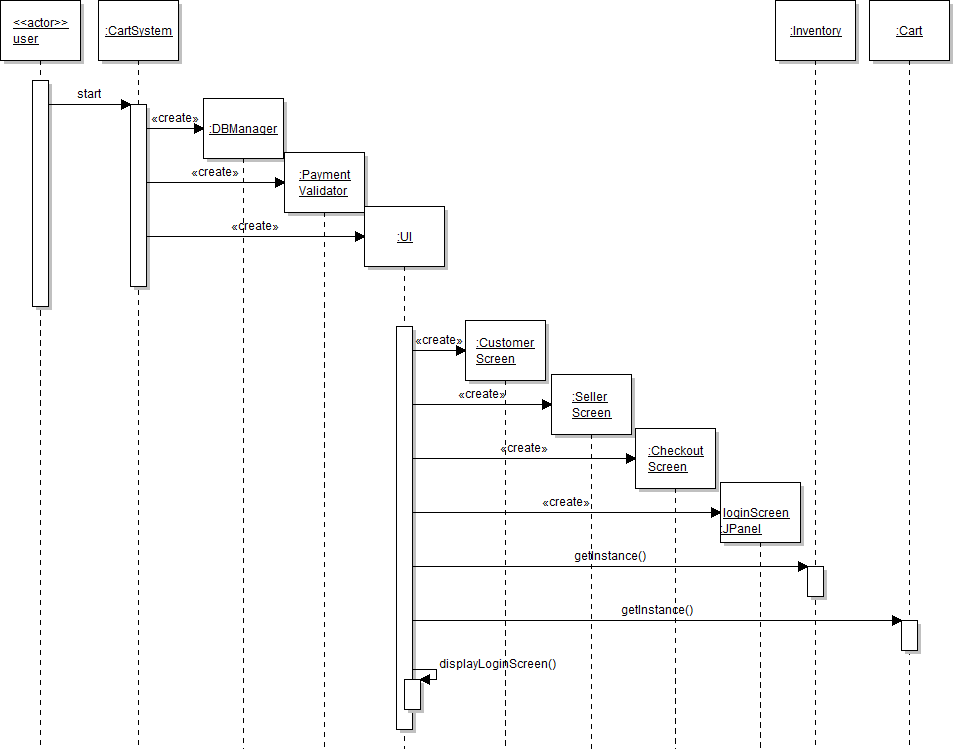 <<actor>>
user
:CartSystem
:Inventory
:Cart
start
«create»
:DBManager
«create»
:Payment
Validator
«create»
:UI
«create»
:Customer
Screen
«create»
:Seller
Screen
«create»
:Checkout
Screen
«create»
loginScreen
:JPanel
getInstance()
getInstance()
displayLoginScreen()